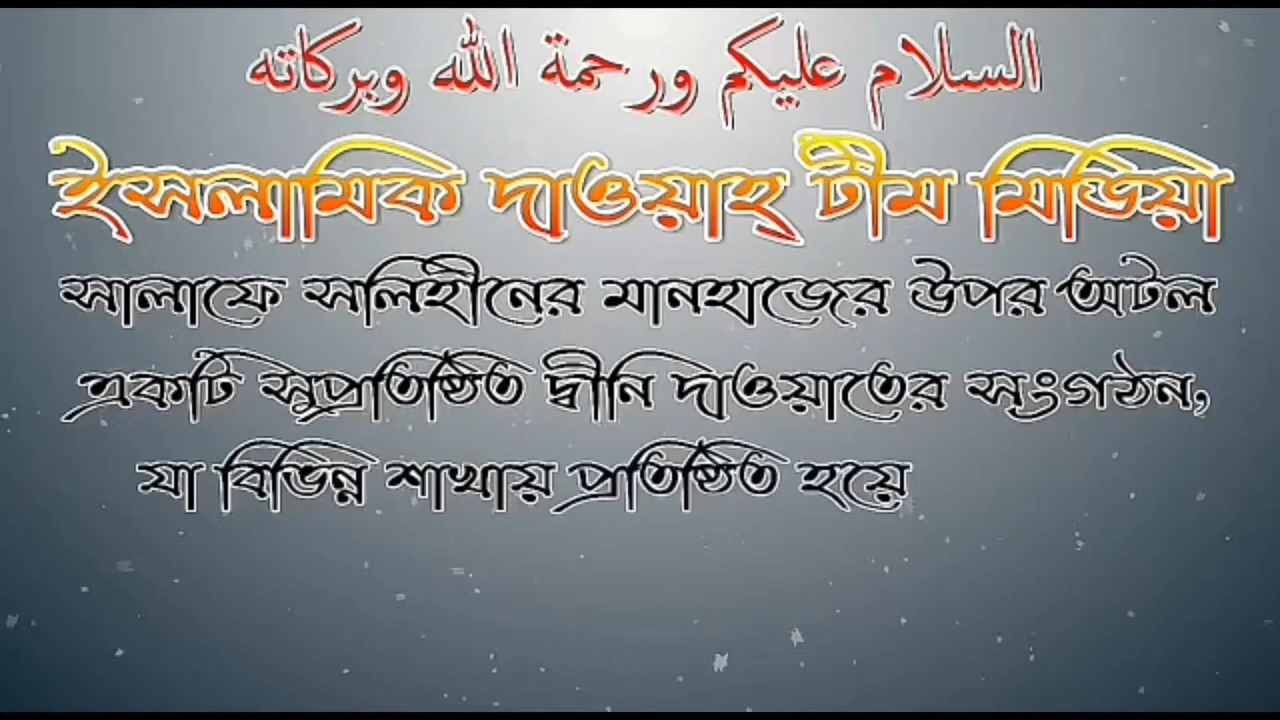 السلام عليكم ورحمة الله وبركاته
ইসলামিক দাওয়াহ্ টীম মিডিয়া
সালাফে সলিহীনের মানহাজের উপর অটল
একটি সুপ্রতিষ্ঠিত দ্বীনি দাওয়াতের সংগঠন,
যা বিভিন্ন শাখায় প্রতিষ্ঠিত হয়ে